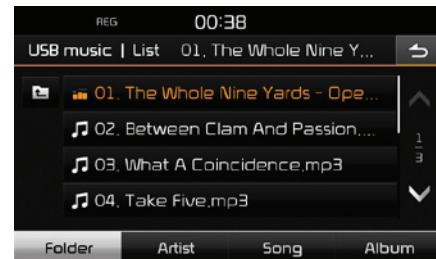 REG 00:38
USB music | List 01. The Whole Nine Y...
01. The Whole Nine Yards - Ope...
02. Between Clam And Passion....
03. What A Coincidence.mp3
04. Take Five.mp3
1
3
Folder Artist Song Album